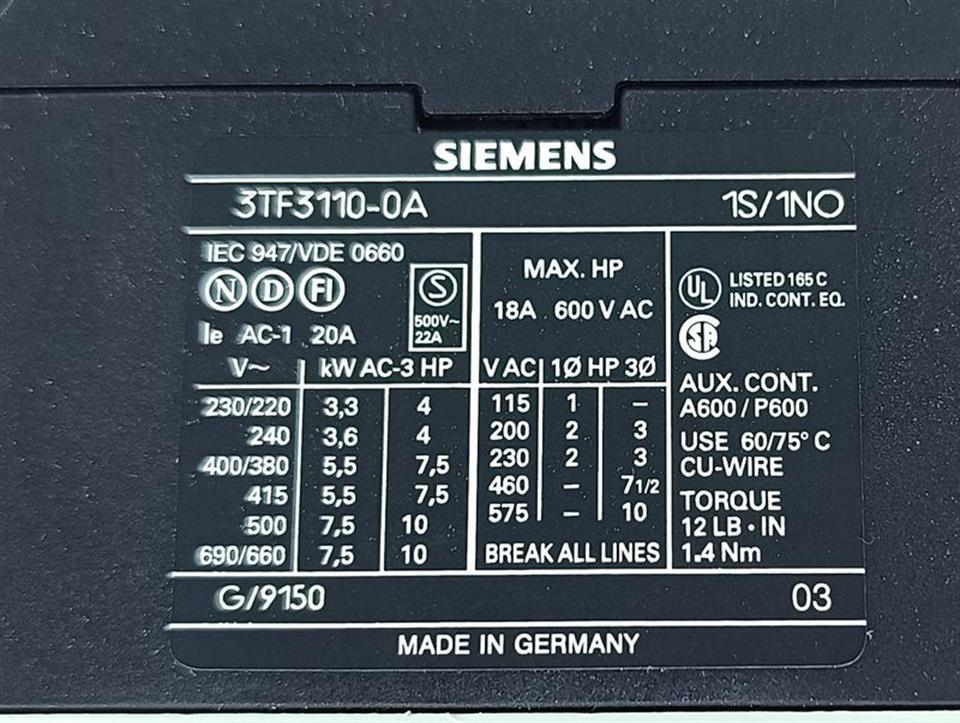 SIEMENS
3TF3110-0A 1S/1NO
IEC 947/VDE 0660
N D FI
S
500V~
22A
Ie AC-1 20A
V~ kW AC-3 HP
230/220 3,3 4
240 3,6 4
400/380 5,5 7,5
415 5,5 7,5
500 7,5 10
690/660 7,5 10
MAX. HP
18A 600 V AC
V AC 1Ø HP 3Ø
115 1 –
200 2 3
230 2 3
460 – 7 1/2
575 – 10
BREAK ALL LINES
UL LISTED 165 C
IND. CONT. EQ.
SA
AUX. CONT.
A600 / P600
USE 60/75° C
CU-WIRE
TORQUE
12 LB · IN
1.4 Nm
G/9150 03
MADE IN GERMANY